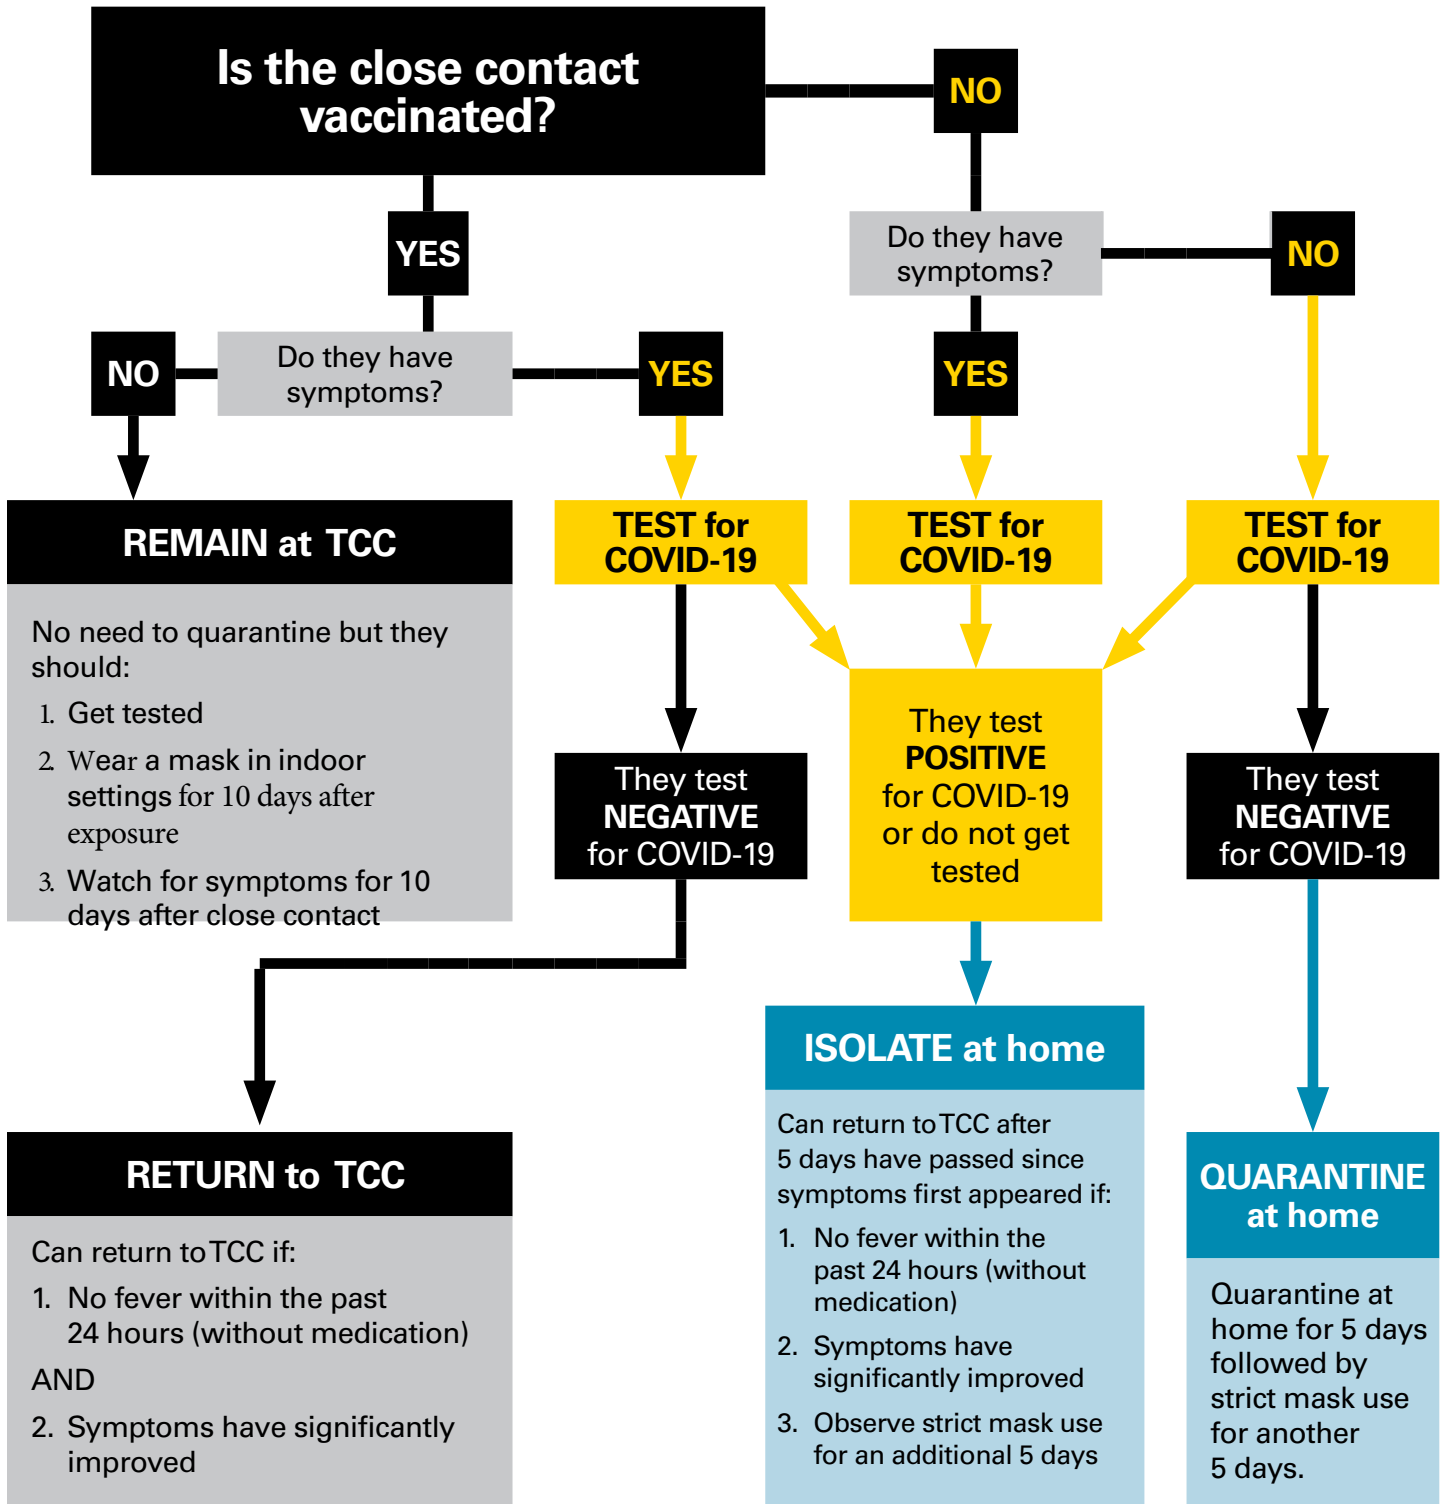 Is the close contact
vaccinated?
NO
YES
Do they have
symptoms?
NO
NO
Do they have
symptoms?
YES
YES
REMAIN at TCC
No need to quarantine but they
should:
1. Get tested
2. Wear a mask in indoor
settings for 10 days after
exposure
3. Watch for symptoms for 10
days after close contact
TEST for
COVID-19
TEST for
COVID-19
TEST for
COVID-19
They test
NEGATIVE
for COVID-19
They test
POSITIVE
for COVID-19
or do not get
tested
They test
NEGATIVE
for COVID-19
RETURN to TCC
Can return to TCC if:
1. No fever within the past
24 hours (without medication)
AND
2. Symptoms have significantly
improved
ISOLATE at home
Can return to TCC after
5 days have passed since
symptoms first appeared if:
1. No fever within the
past 24 hours (without
medication)
2. Symptoms have
significantly improved
3. Observe strict mask use
for an additional 5 days
QUARANTINE
at home
Quarantine at
home for 5 days
followed by
strict mask use
for another
5 days.